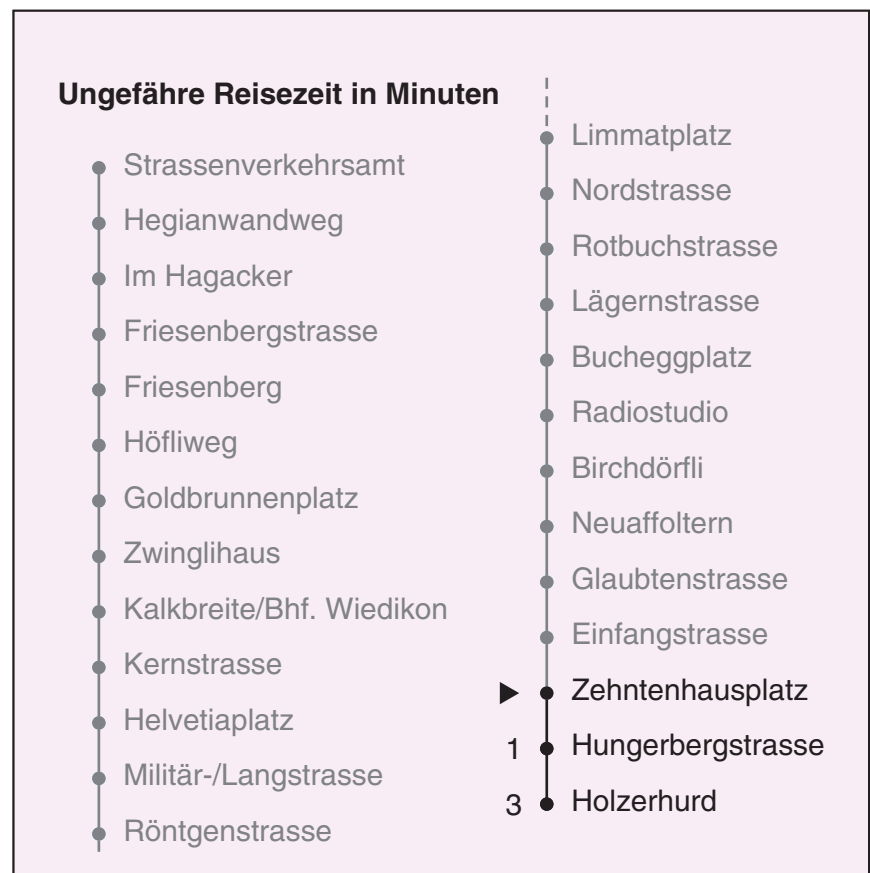 Ungefähre Reisezeit in Minuten
Strassenverkehrsamt
Hegianwandweg
Im Hagacker
Friesenbergstrasse
Friesenberg
Höfliweg
Goldbrunnenplatz
Zwinglihaus
Kalkbreite/Bhf. Wiedikon
Kernstrasse
Helvetiaplatz
Militär-/Langstrasse
Röntgenstrasse
Limmatplatz
Nordstrasse
Rotbuchstrasse
Lägernstrasse
Bucheggplatz
Radiostudio
Birchdörfli
Neuaffoltern
Glaubtenstrasse
Einfangstrasse
Zehntenhausplatz
1 Hungerbergstrasse
3 Holzerhurd